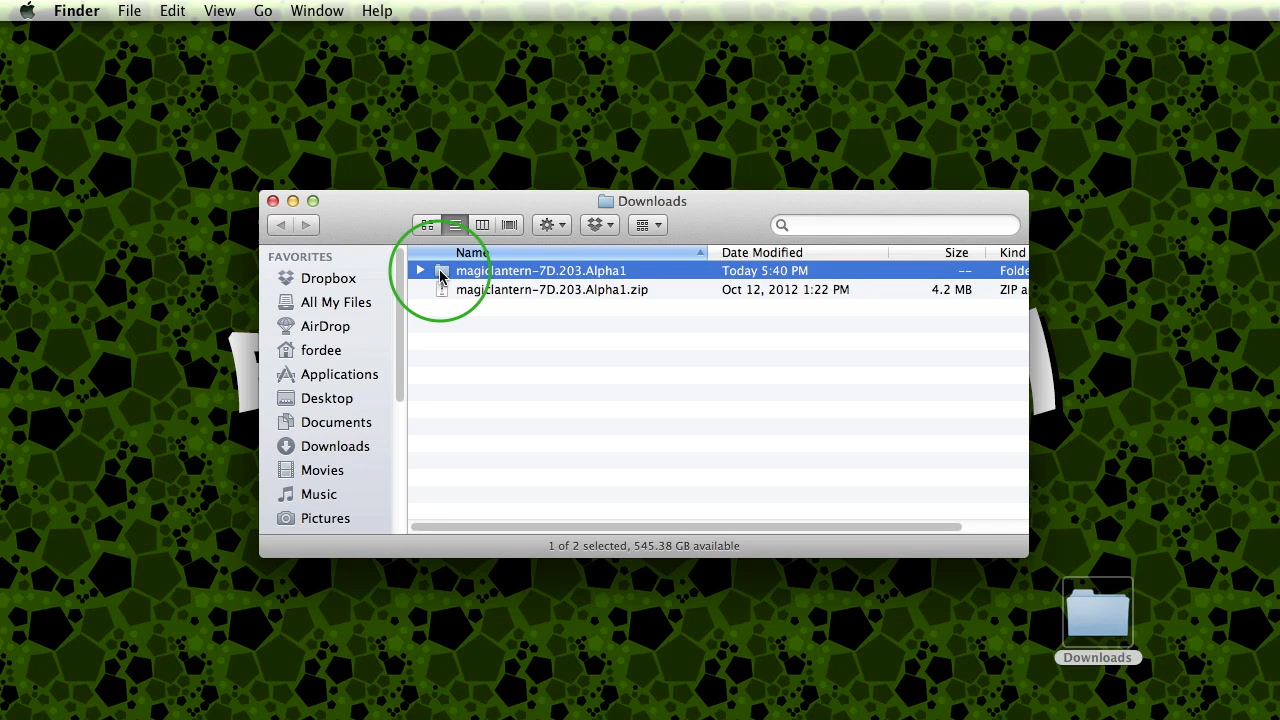 Finder File Edit View Go Window Help
Downloads
FAVORITES
Dropbox
All My Files
AirDrop
fordee
Applications
Desktop
Documents
Downloads
Movies
Music
Pictures
Name Date Modified Size Kind
magiclantern-7D.203.Alpha1 Today 5:40 PM -- Folde
magiclantern-7D.203.Alpha1.zip Oct 12, 2012 1:22 PM 4.2 MB ZIP a
1 of 2 selected, 545.38 GB available
Downloads